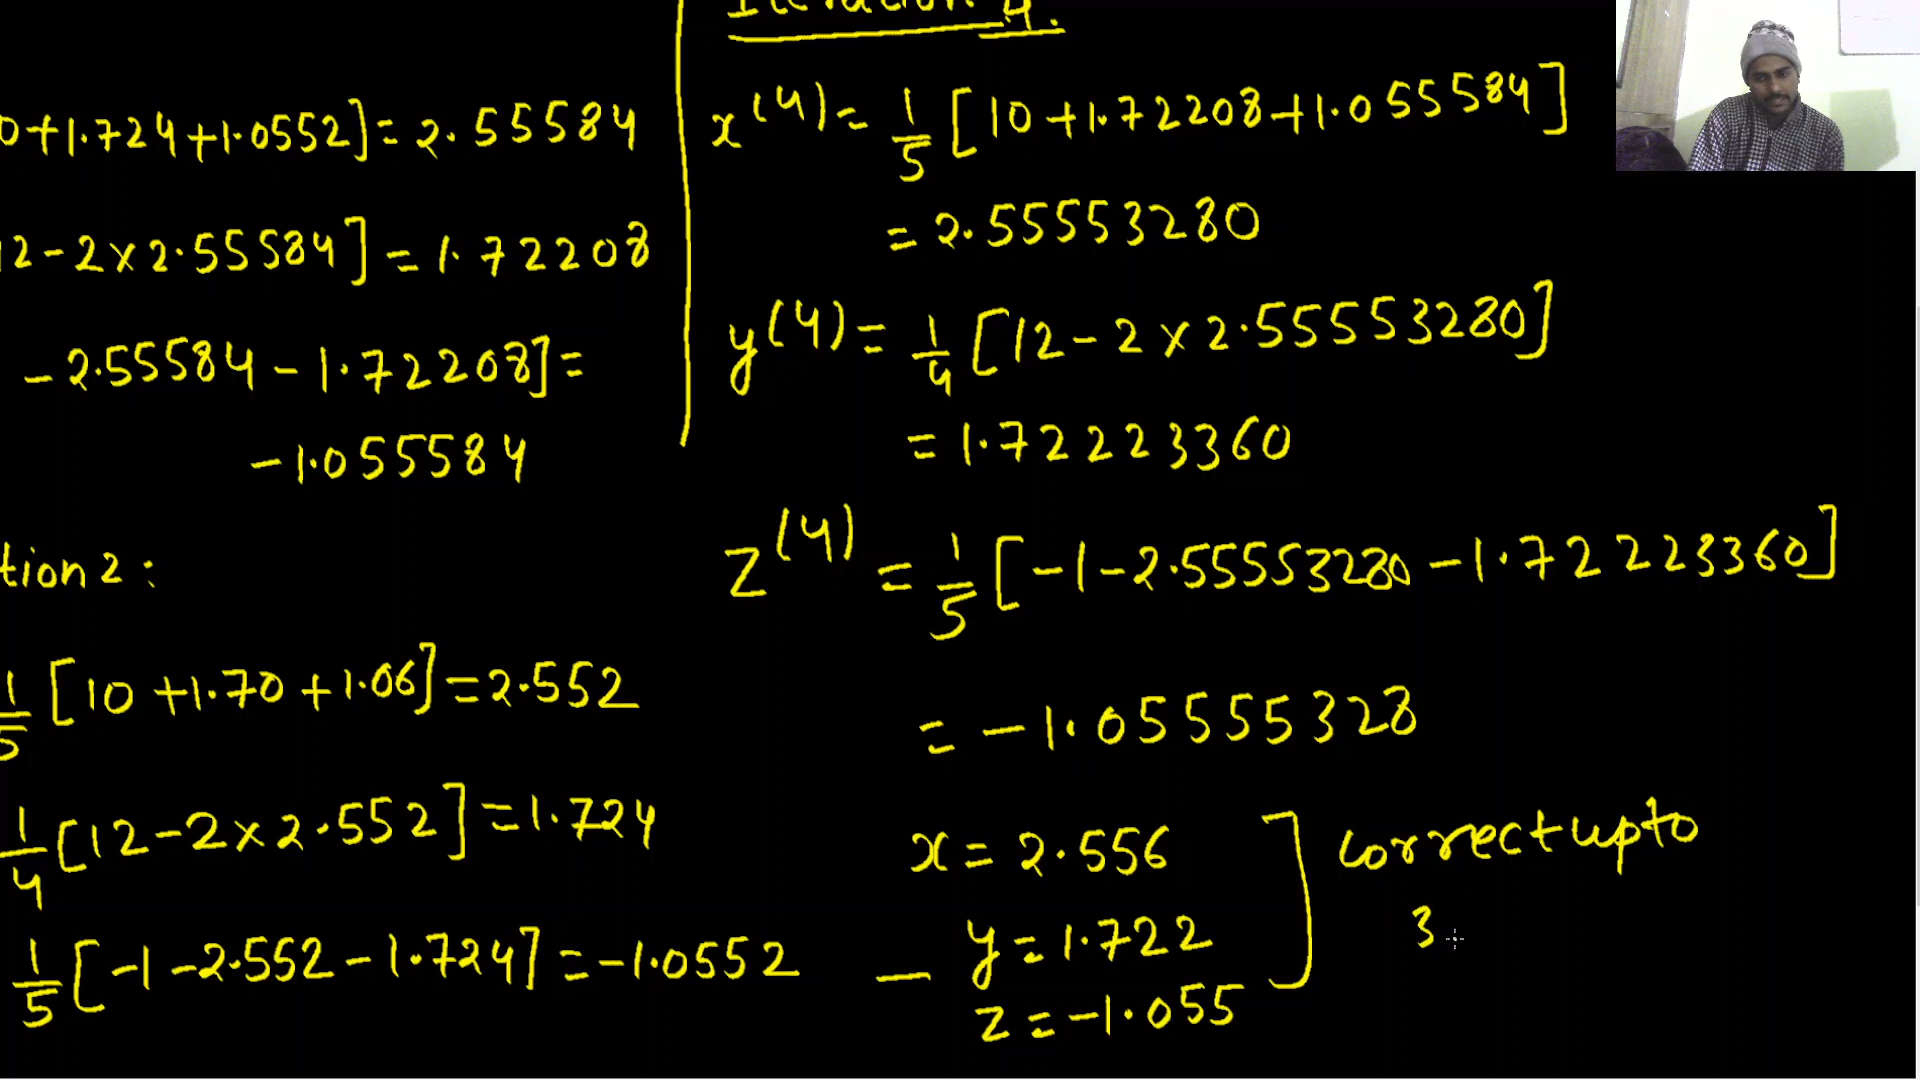 0+1.724+1.0552]=2.55584
12-2×2.55584]=1.72208
-2.55584-1.72208]=
-1.055584
tion 2:
1/5 [10+1.70+1.06]=2.552
1/4 [12-2×2.552]=1.724
1/5 [-1-2.552-1.724]=-1.0552
Iteration 4.
x^(4)= 1/5 [10+1.72208+1.055584]
=2.55553280
y^(4)= 1/4 [12-2×2.55553280]
=1.72223360
z^(4) = 1/5 [-1-2.55553280-1.72223360]
= -1.05555328
x=2.556
y=1.722
z=-1.055
] correct upto
3